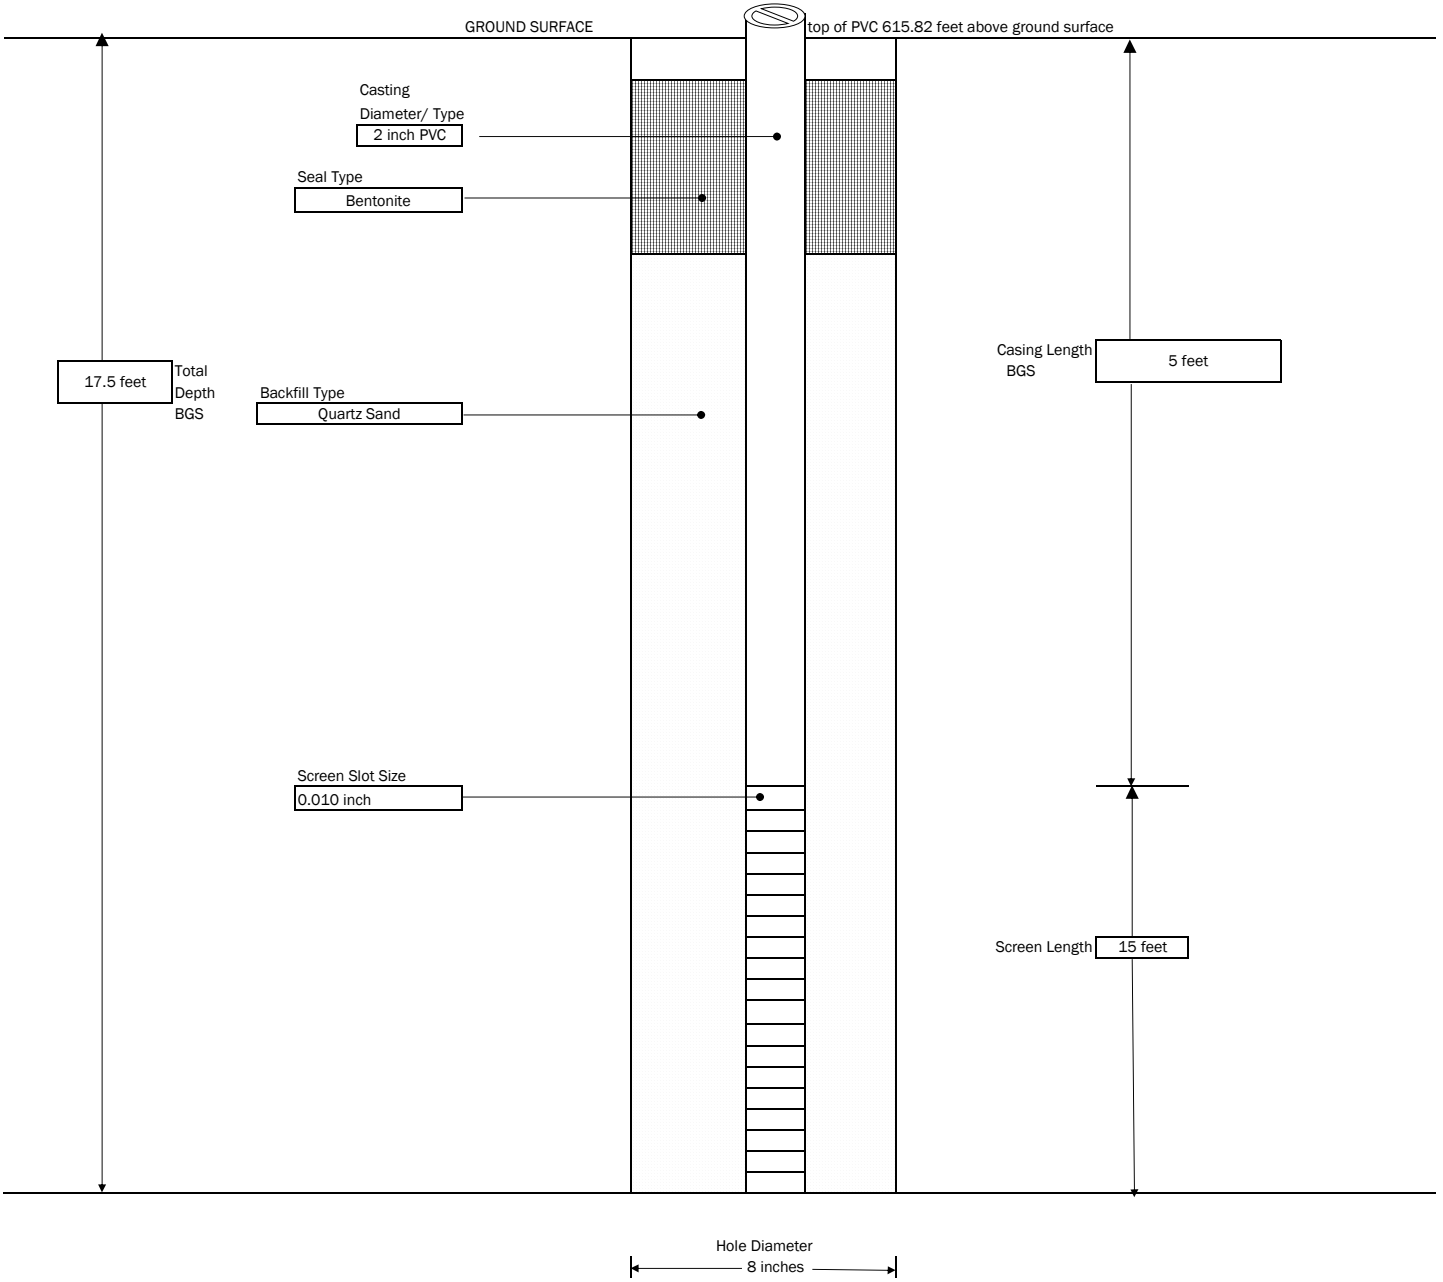 GROUND SURFACE
top of PVC 615.82 feet above ground surface
Casting
Diameter/ Type
2 inch PVC
Seal Type
Bentonite
Casing Length
BGS
5 feet
17.5 feet
Total
Depth
BGS
Backfill Type
Quartz Sand
Screen Slot Size
0.010 inch
Screen Length
15 feet
Hole Diameter
8 inches